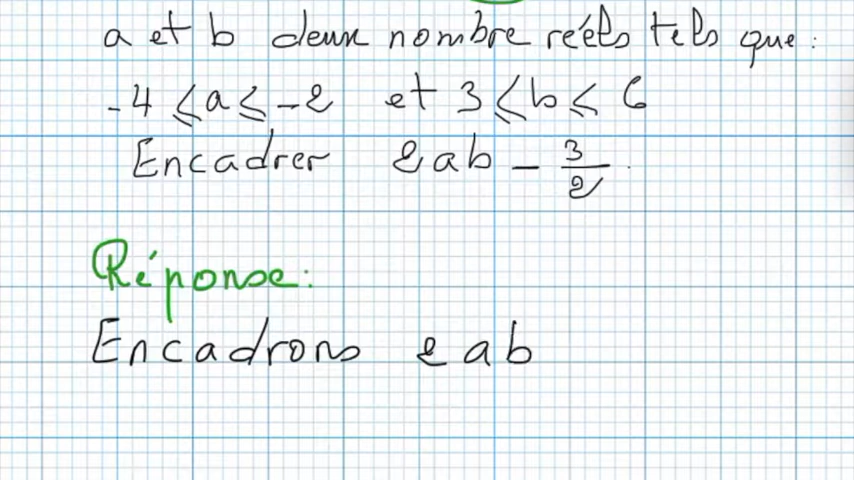 a et b deux nombre réels tels que :
-4 ⩽ a ⩽ -2 et 3 ⩽ b ⩽ 6
Encadrer 2ab - 3/2.
Réponse:
Encadrons 2ab